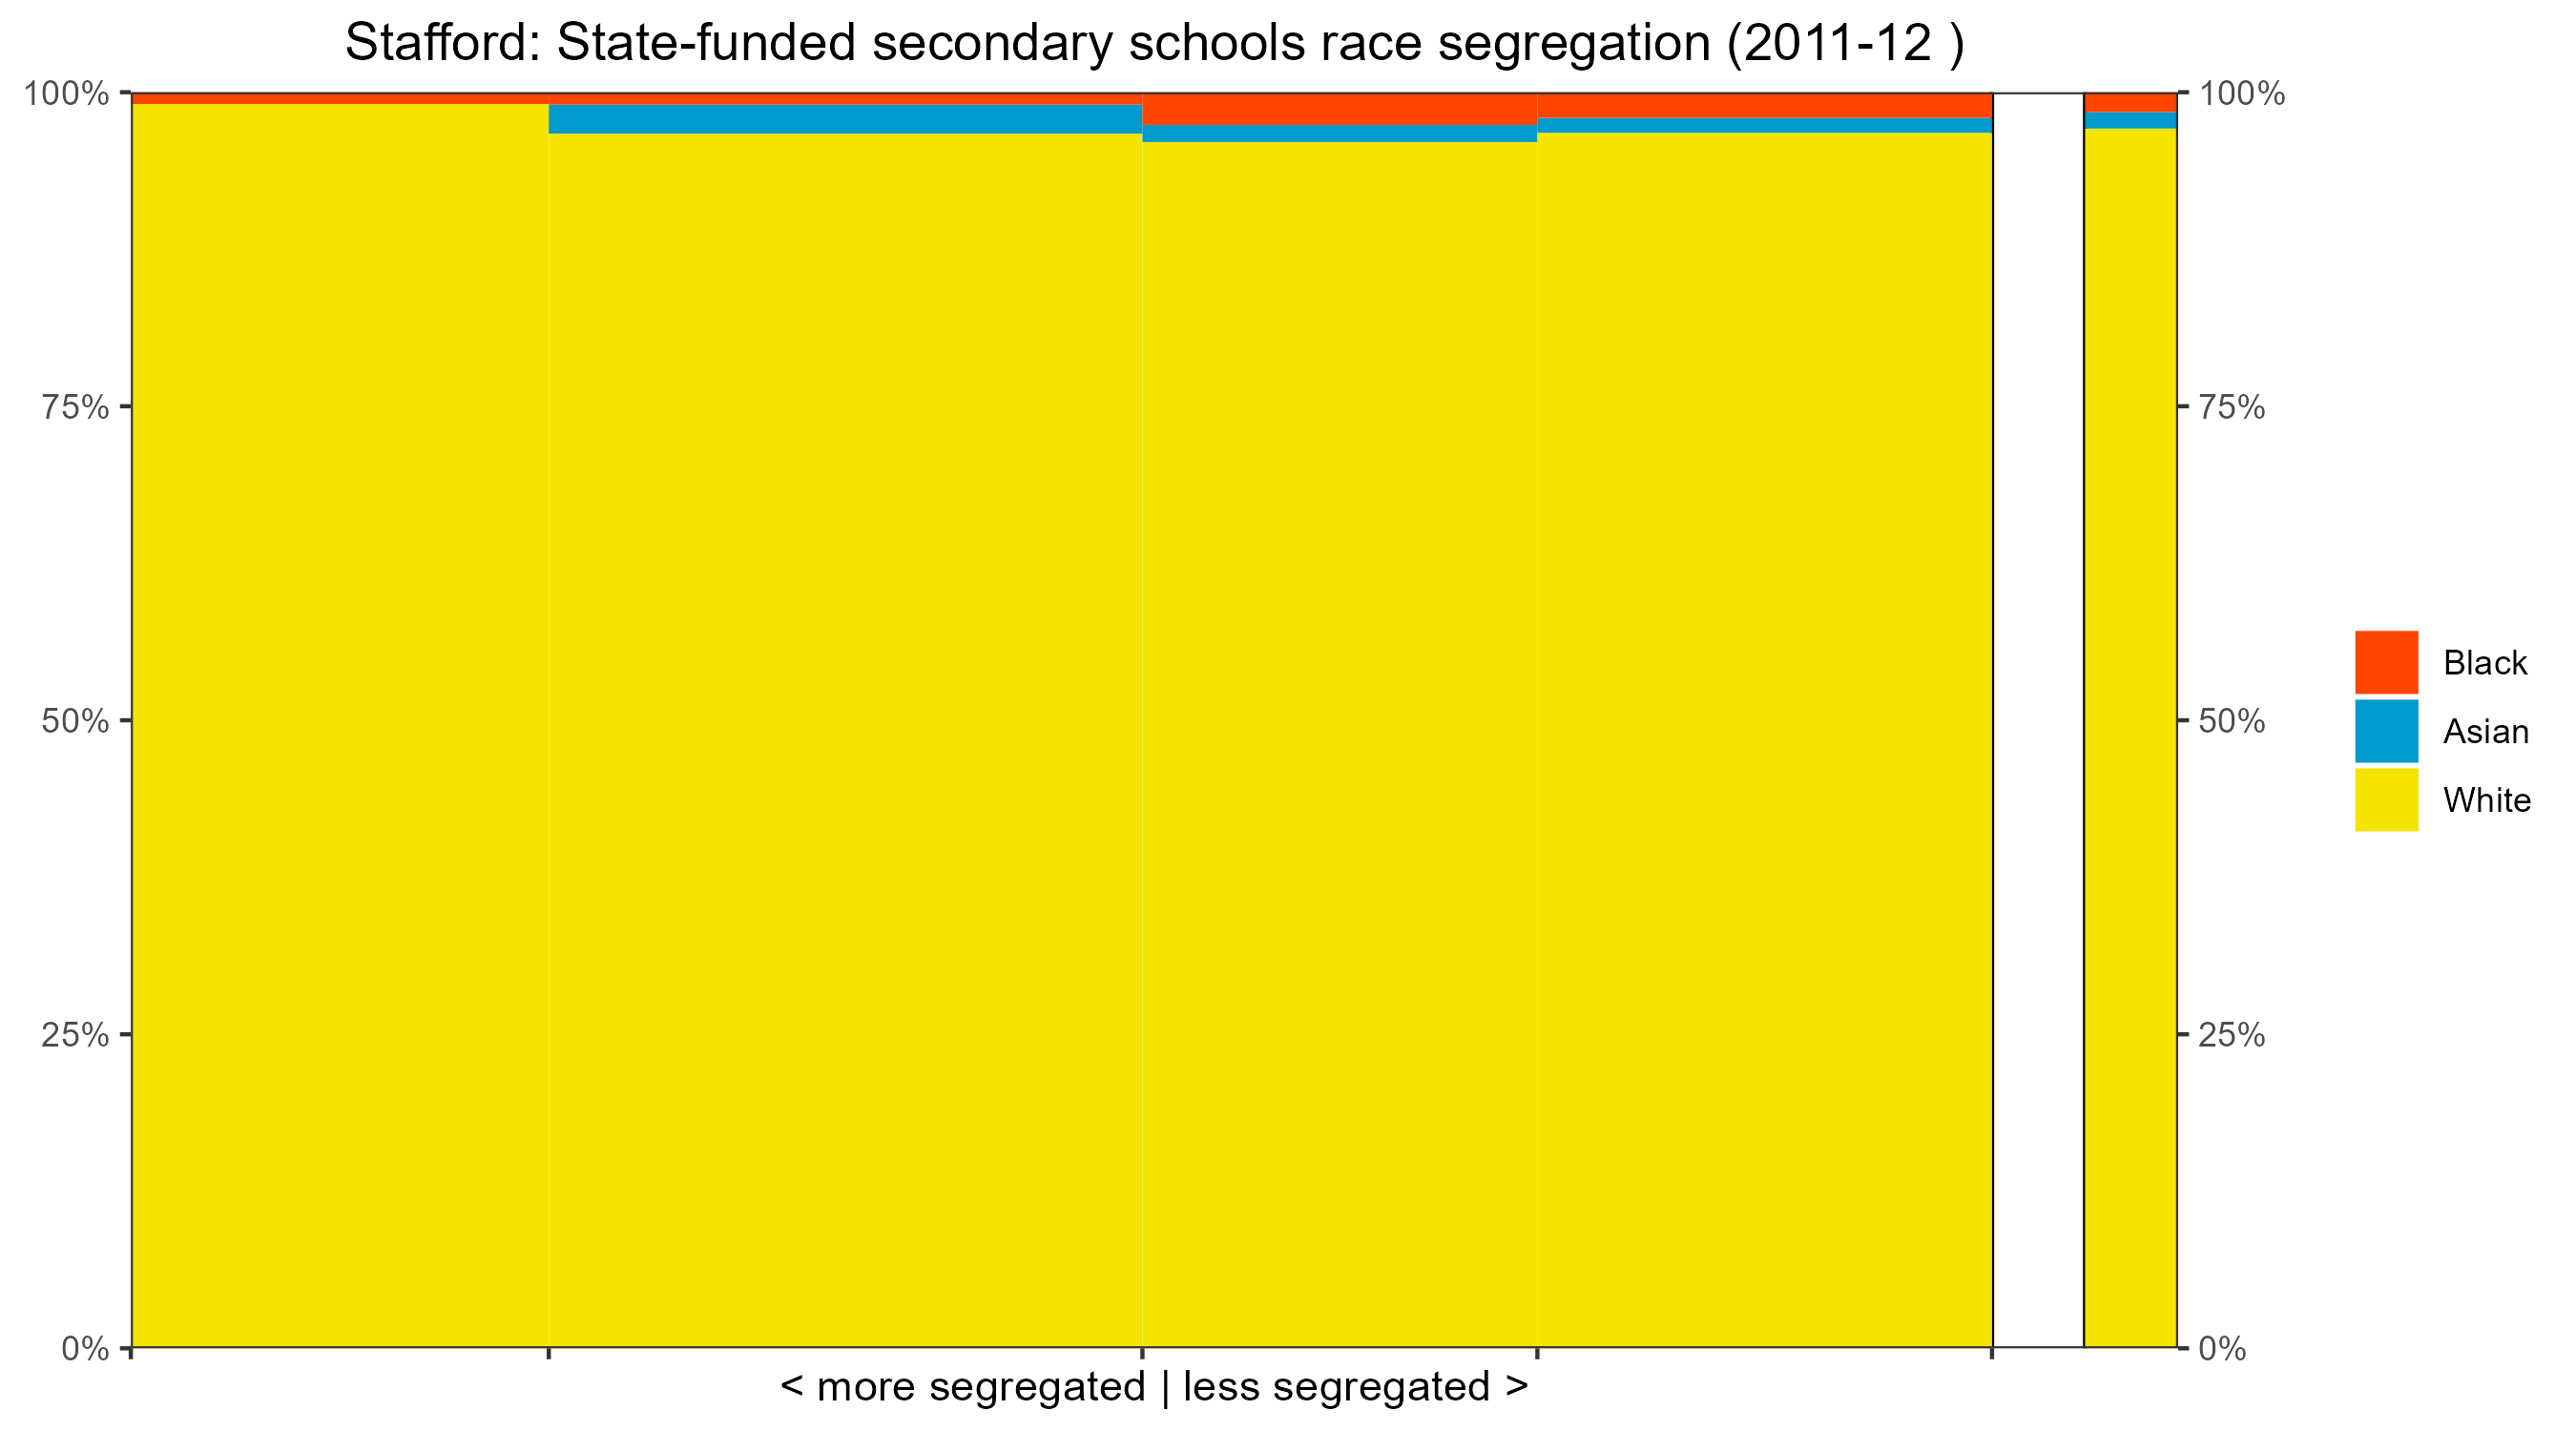 Stafford: State-funded secondary schools race segregation (2011-12 )
100%
75%
50%
25%
0%
100%
75%
50%
25%
0%
Black
Asian
White
< more segregated | less segregated >